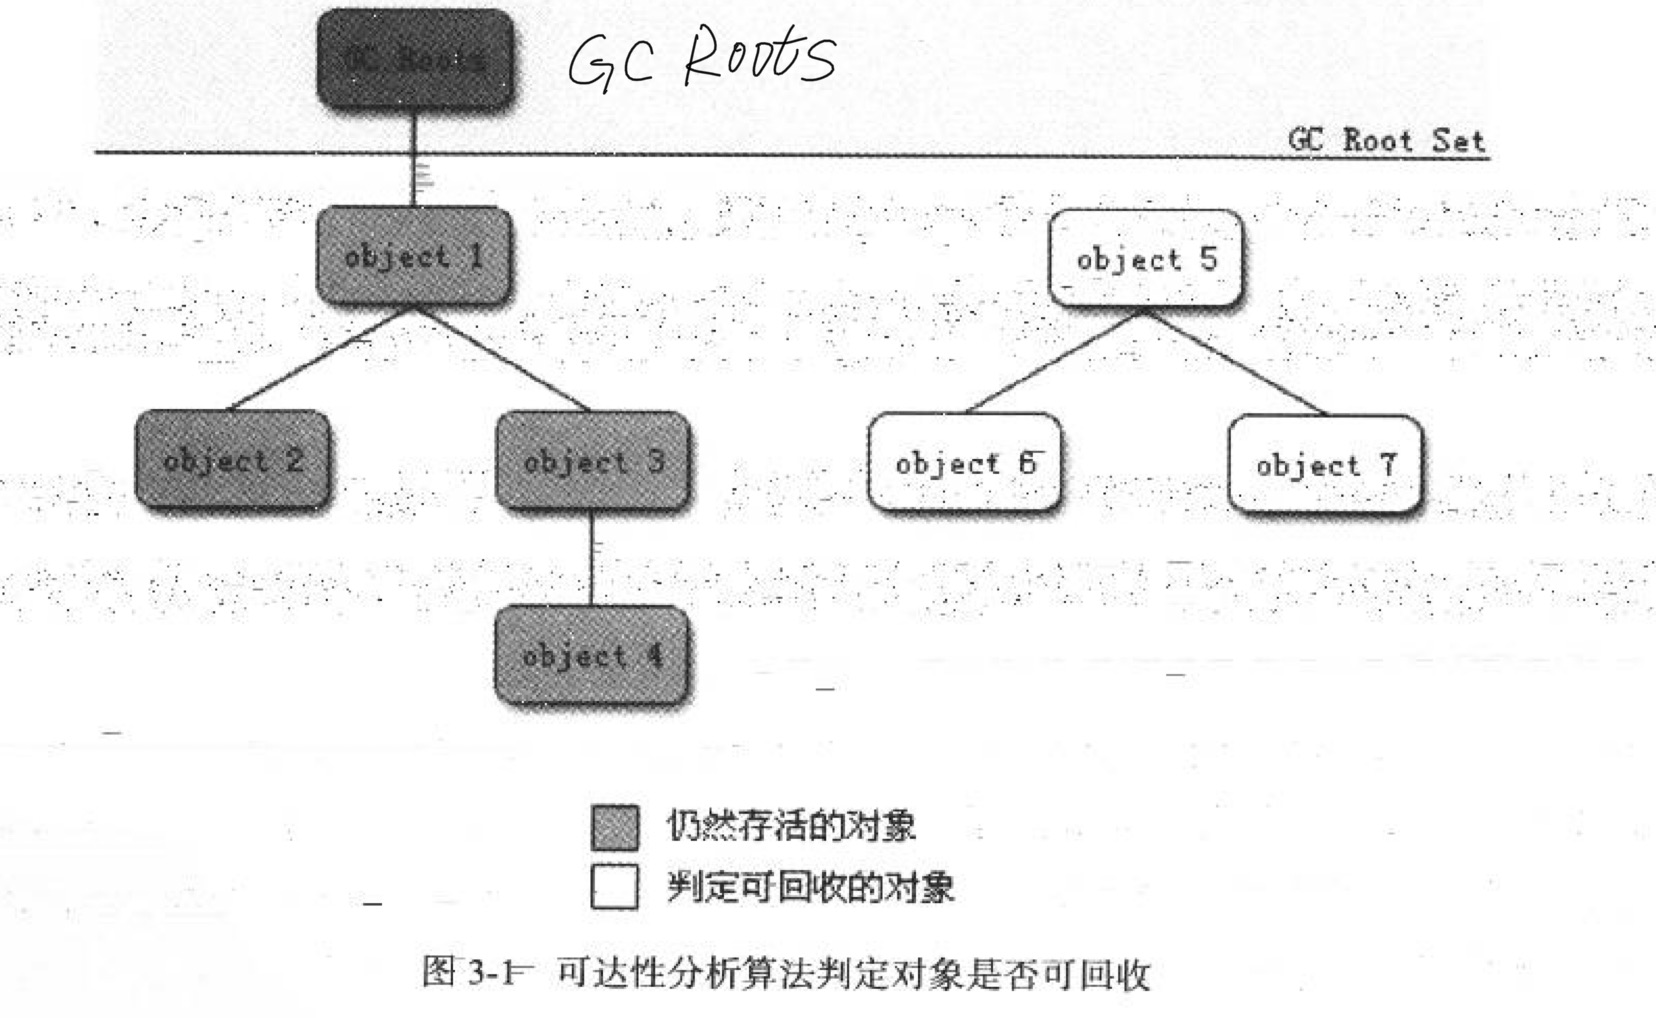 GC Roots
GC Roots
GC Root Set
object 1
object 5
object 2
object 3
object 6
object 7
object 4
仍然存活的对象
判定可回收的对象
图 3-1 可达性分析算法判定对象是否可回收